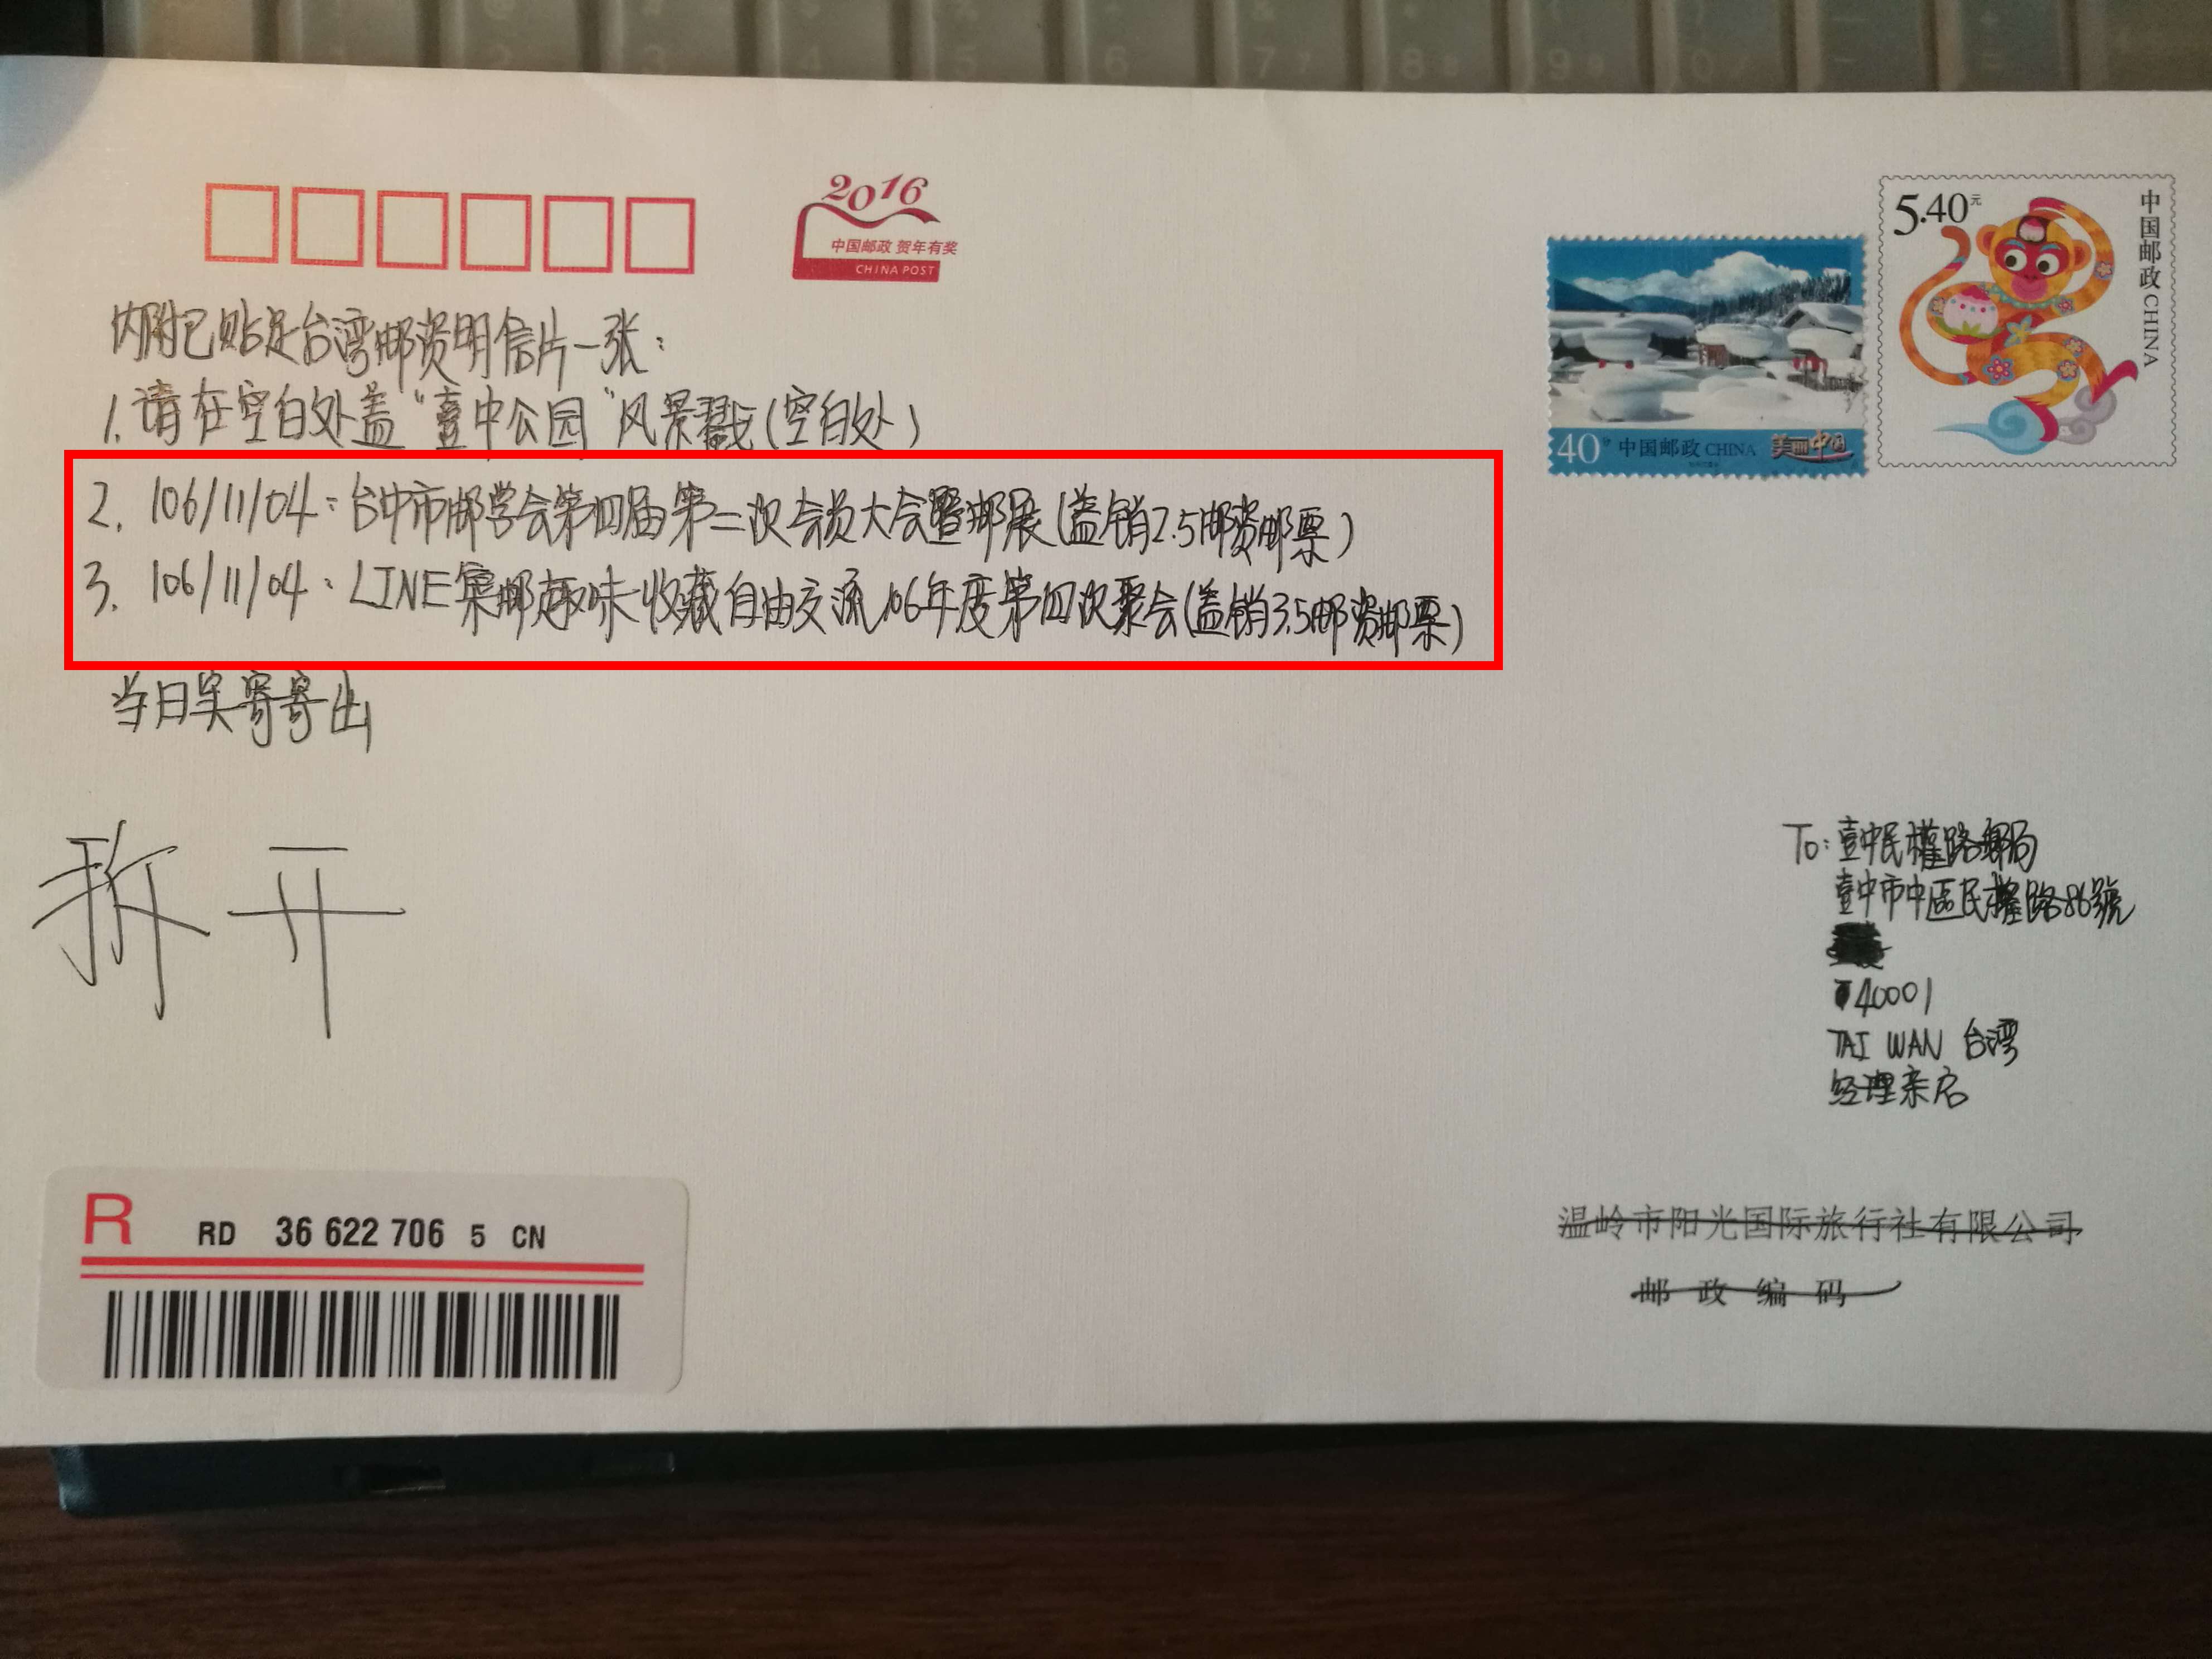 2016
中国邮政 贺年有奖
CHINA POST
5.40元
中国邮政 CHINA
40分 中国邮政 CHINA 美丽中国
内附已贴足台湾邮资明信片一张：
1. 请在空白处盖“臺中公园”风景戳(空白处)
2. 106/11/04：台中市邮学会第四届第二次会员大会暨邮展(盖销2.5邮资邮票)
3. 106/11/04：LINE集邮趣味收藏自由交流106年度第四次聚会(盖销3.5邮资邮票)
当日实寄寄出
拆开
To: 臺中民權路郵局
臺中市中區民權路86號
40001
TAI WAN 台湾
经理亲启
R RD 36 622 706 5 CN
温岭市阳光国际旅行社有限公司
邮政编码